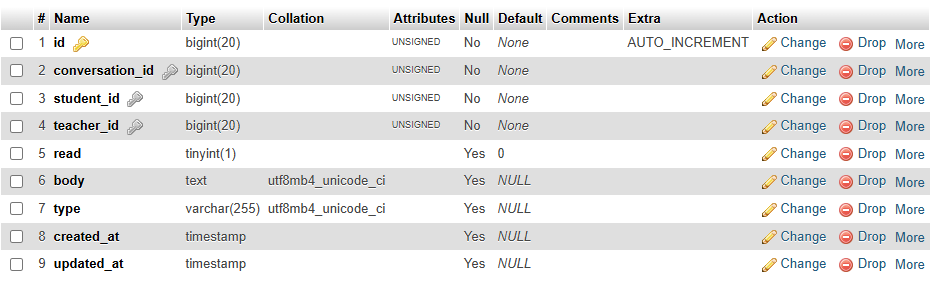 # Name Type Collation Attributes Null Default Comments Extra Action
1 id bigint(20) UNSIGNED No None AUTO_INCREMENT Change Drop More
2 conversation_id bigint(20) UNSIGNED No None Change Drop More
3 student_id bigint(20) UNSIGNED No None Change Drop More
4 teacher_id bigint(20) UNSIGNED No None Change Drop More
5 read tinyint(1) Yes 0 Change Drop More
6 body text utf8mb4_unicode_ci Yes NULL Change Drop More
7 type varchar(255) utf8mb4_unicode_ci Yes NULL Change Drop More
8 created_at timestamp Yes NULL Change Drop More
9 updated_at timestamp Yes NULL Change Drop More